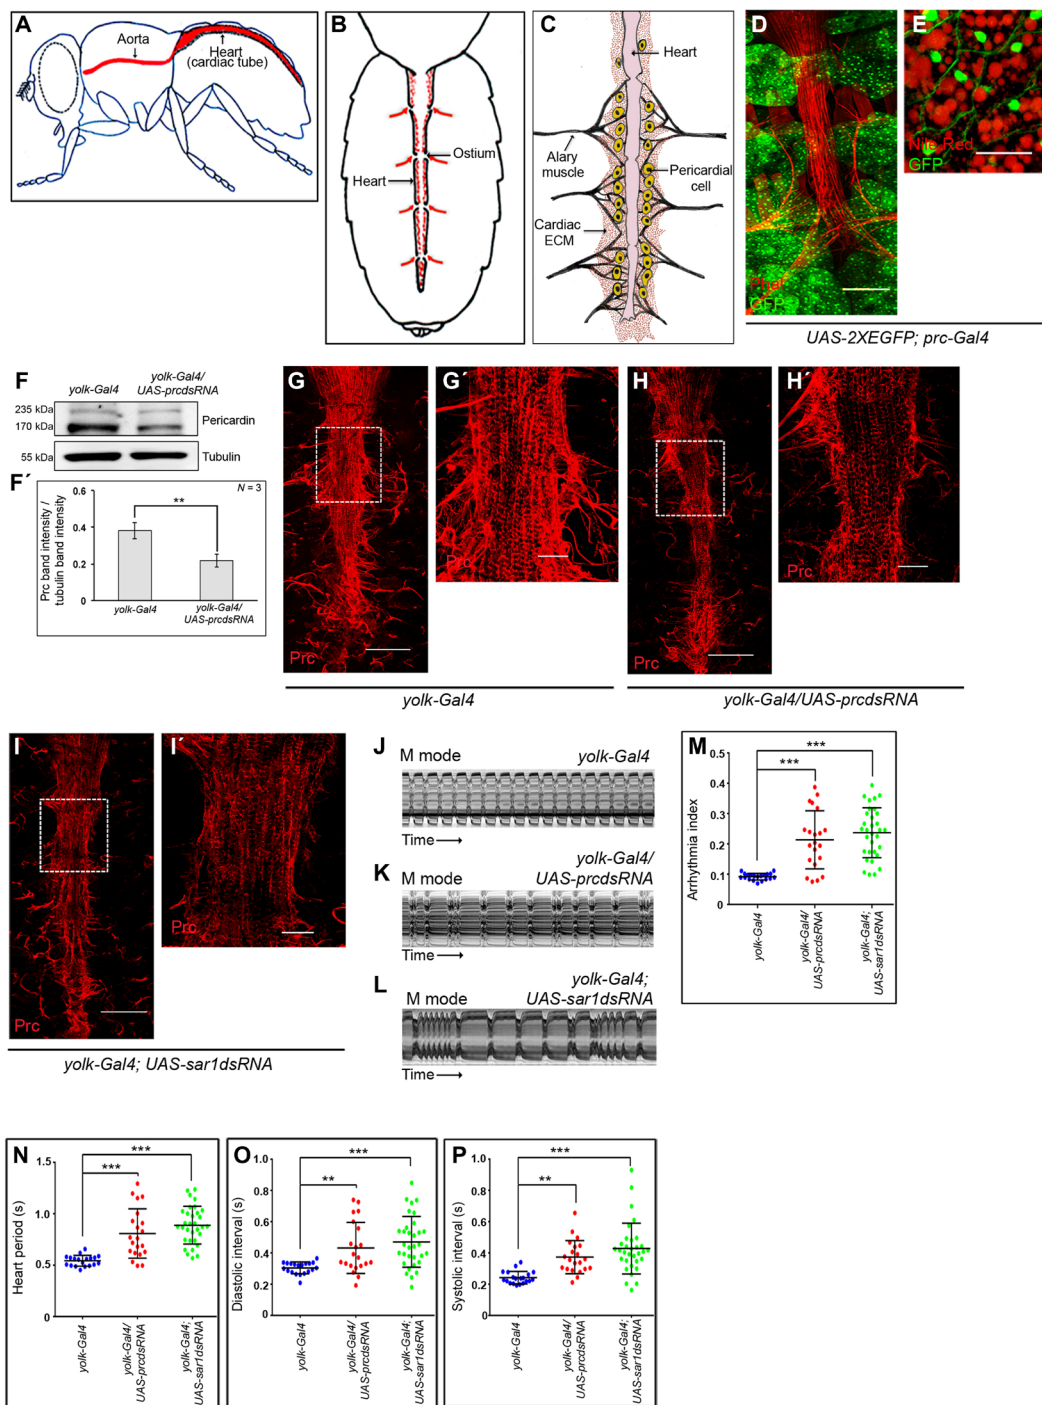 A
Aorta
Heart
(cardiac tube)
B
Ostium
Heart
C
Heart
Alary
muscle
Pericardial
cell
Cardiac
ECM
D
Phal
GFP
E
Nile Red
GFP
UAS-2XEGFP; prc-Gal4
F
yolk-Gal4
yolk-Gal4/
UAS-prcdsRNA
235 kDa
170 kDa
Pericardin
55 kDa
Tubulin
F´
N = 3
Prc band intensity /
tubulin band intensity
0.6
0.4
0.2
0
**
yolk-Gal4
yolk-Gal4/
UAS-prcdsRNA
G
Prc
G´
Prc
yolk-Gal4
H
Prc
H´
Prc
yolk-Gal4/UAS-prcdsRNA
I
Prc
I´
Prc
yolk-Gal4; UAS-sar1dsRNA
J
M mode
yolk-Gal4
Time
K
M mode
yolk-Gal4/
UAS-prcdsRNA
Time
L
M mode
yolk-Gal4;
UAS-sar1dsRNA
Time
M
Arrhythmia index
0.5
0.4
0.3
0.2
0.1
0
***
***
yolk-Gal4
yolk-Gal4/
UAS-prcdsRNA
yolk-Gal4;
UAS-sar1dsRNA
N
Heart period (s)
1.5
1.0
0.5
0
***
***
yolk-Gal4
yolk-Gal4/
UAS-prcdsRNA
yolk-Gal4;
UAS-sar1dsRNA
O
Diastolic interval (s)
1.0
0.8
0.6
0.4
0.2
0
***
**
yolk-Gal4
yolk-Gal4/
UAS-prcdsRNA
yolk-Gal4;
UAS-sar1dsRNA
P
Systolic interval (s)
1.0
0.8
0.6
0.4
0.2
0
***
**
yolk-Gal4
yolk-Gal4/
UAS-prcdsRNA
yolk-Gal4;
UAS-sar1dsRNA